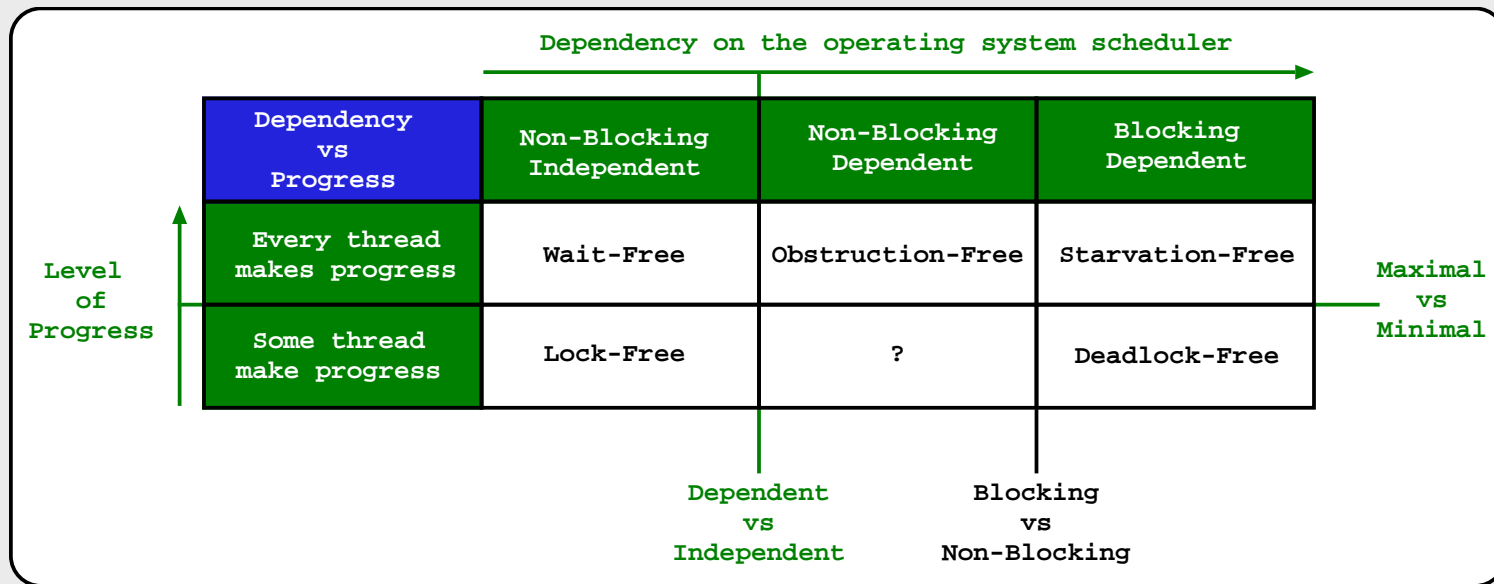 Dependency on the operating system scheduler
Dependency
vs
Progress
Non-Blocking
Independent
Non-Blocking
Dependent
Blocking
Dependent
Every thread
makes progress
Wait-Free
Obstruction-Free
Starvation-Free
Level
of
Progress
Maximal
vs
Minimal
Some thread
make progress
Lock-Free
?
Deadlock-Free
Dependent
vs
Independent
Blocking
vs
Non-Blocking